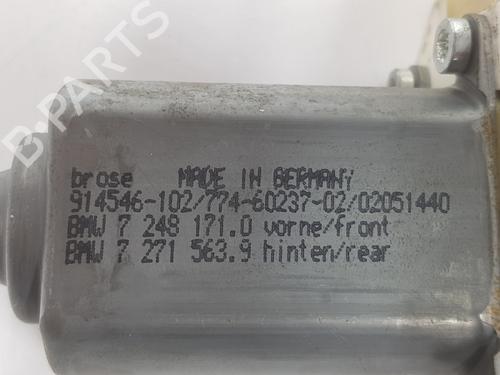 B-PARTS
brose MADE IN GERMANY
914546-102/774-60237-02/02051440
BMW 7 248 171.0 vorne/front
BMW 7 271 563.9 hinten/rear